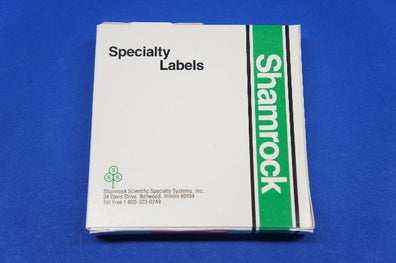 Specialty
Labels
Shamrock
S
S S
Shamrock Scientific Specialty Systems, Inc.
34 Davis Drive, Bellwood, Illinois 60104
Toll Free 1-800-323-0249